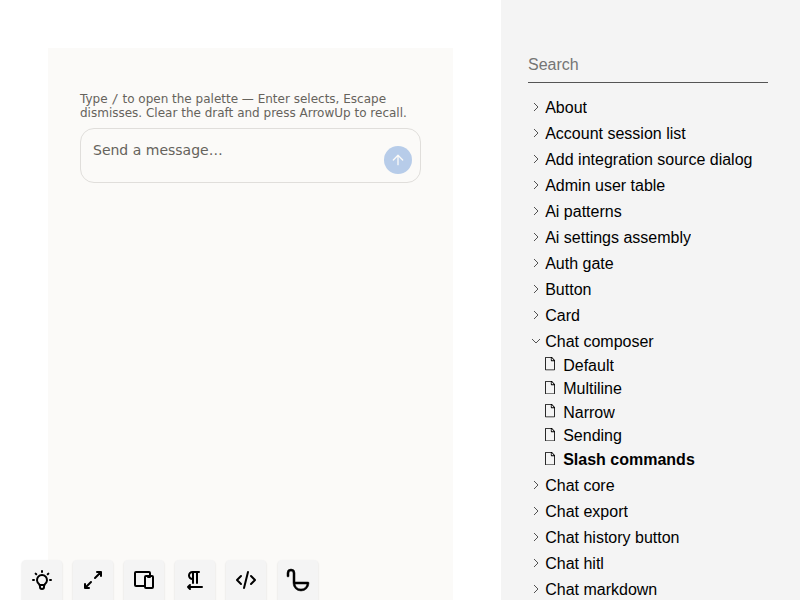 Type / to open the palette — Enter selects, Escape
dismisses. Clear the draft and press ArrowUp to recall.
Send a message…
Search
About
Account session list
Add integration source dialog
Admin user table
Ai patterns
Ai settings assembly
Auth gate
Button
Card
Chat composer
Default
Multiline
Narrow
Sending
Slash commands
Chat core
Chat export
Chat history button
Chat hitl
Chat markdown